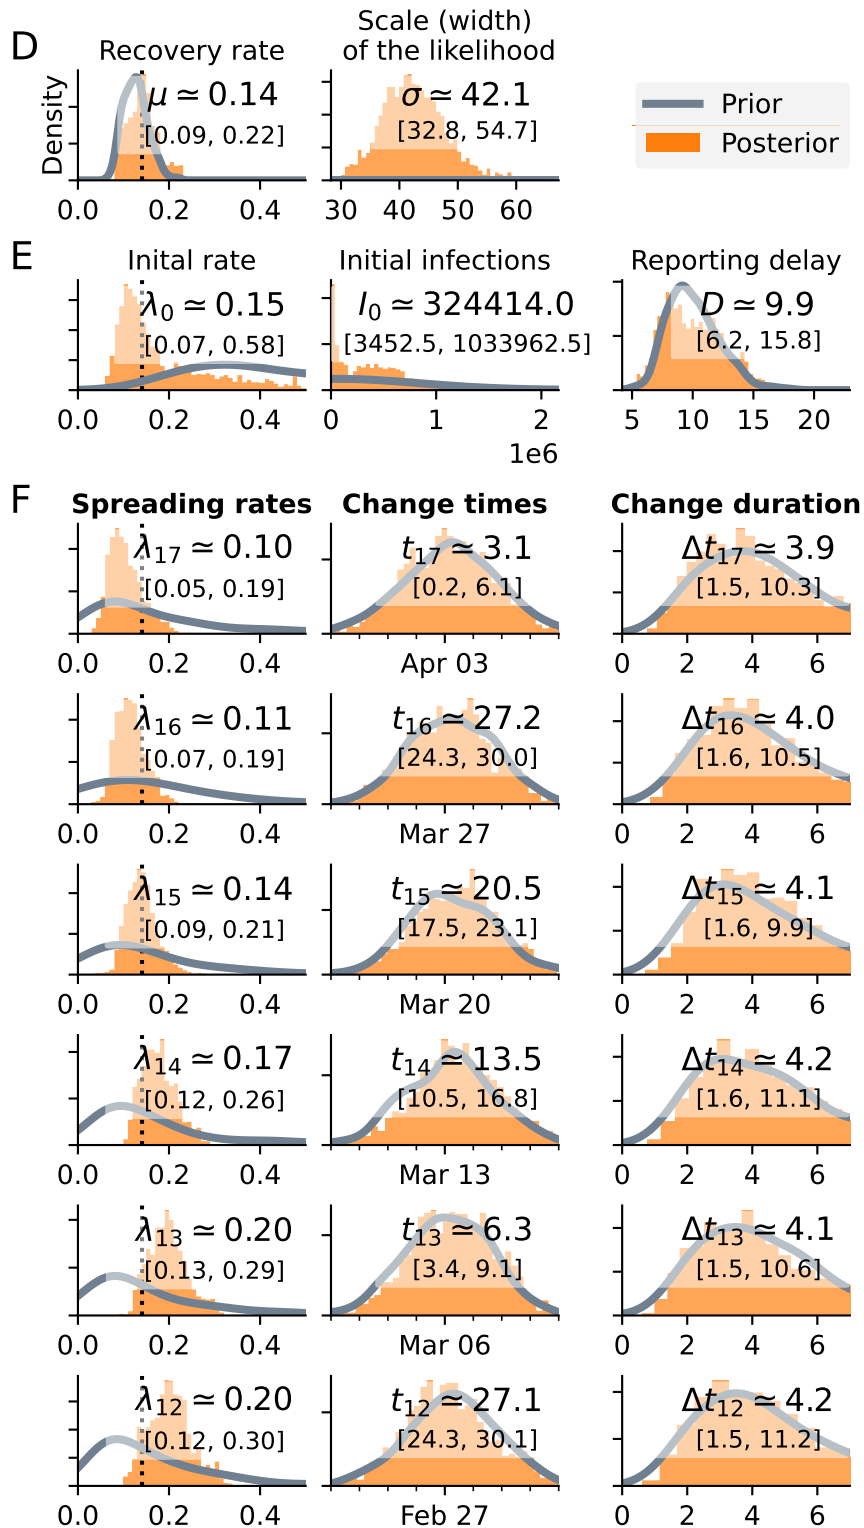 D
Recovery rate
Scale (width)
of the likelihood
Density
μ ≃ 0.14
[0.09, 0.22]
0.0 0.2 0.4
σ ≃ 42.1
[32.8, 54.7]
30 40 50 60
Prior
Posterior
E
Inital rate
Initial infections
Reporting delay
λ0 ≃ 0.15
[0.07, 0.58]
0.0 0.2 0.4
I0 ≃ 324414.0
[3452.5, 1033962.5]
0 1 2
1e6
D ≃ 9.9
[6.2, 15.8]
5 10 15 20
F
Spreading rates
Change times
Change duration
λ17 ≃ 0.10
[0.05, 0.19]
0.0 0.2 0.4
t17 ≃ 3.1
[0.2, 6.1]
Apr 03
Δt17 ≃ 3.9
[1.5, 10.3]
0 2 4 6
λ16 ≃ 0.11
[0.07, 0.19]
0.0 0.2 0.4
t16 ≃ 27.2
[24.3, 30.0]
Mar 27
Δt16 ≃ 4.0
[1.6, 10.5]
0 2 4 6
λ15 ≃ 0.14
[0.09, 0.21]
0.0 0.2 0.4
t15 ≃ 20.5
[17.5, 23.1]
Mar 20
Δt15 ≃ 4.1
[1.6, 9.9]
0 2 4 6
λ14 ≃ 0.17
[0.12, 0.26]
0.0 0.2 0.4
t14 ≃ 13.5
[10.5, 16.8]
Mar 13
Δt14 ≃ 4.2
[1.6, 11.1]
0 2 4 6
λ13 ≃ 0.20
[0.13, 0.29]
0.0 0.2 0.4
t13 ≃ 6.3
[3.4, 9.1]
Mar 06
Δt13 ≃ 4.1
[1.5, 10.6]
0 2 4 6
λ12 ≃ 0.20
[0.12, 0.30]
0.0 0.2 0.4
t12 ≃ 27.1
[24.3, 30.1]
Feb 27
Δt12 ≃ 4.2
[1.5, 11.2]
0 2 4 6